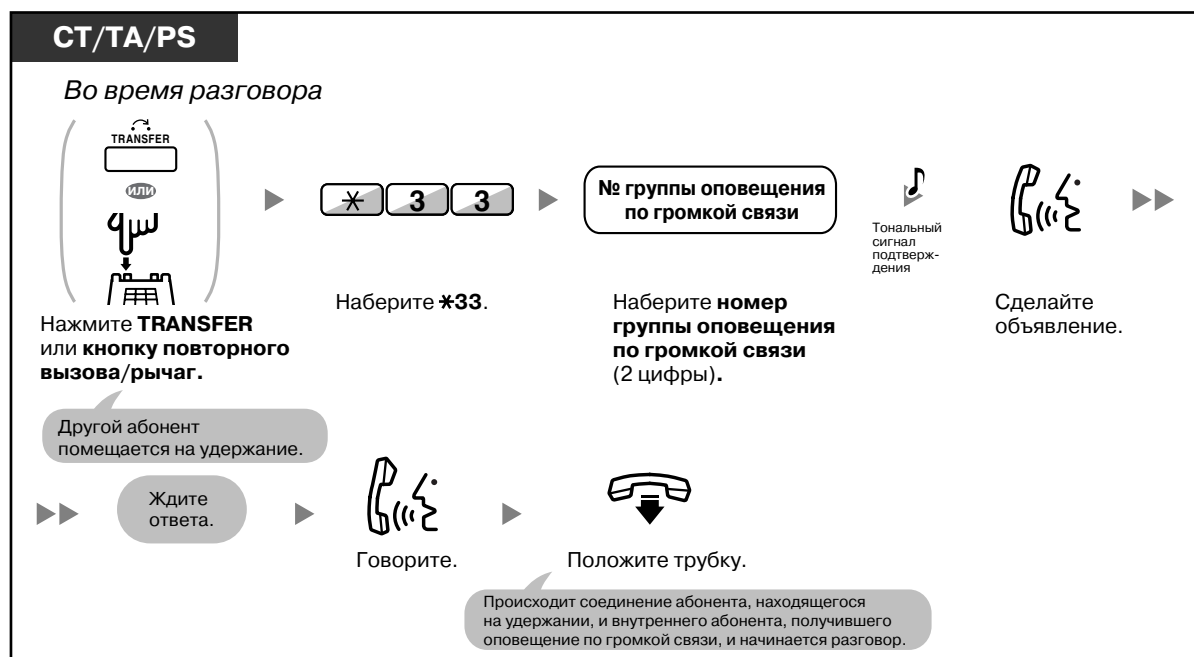 CT/TA/PS
Во время разговора
TRANSFER
или
✱ 3 3
№ группы оповещения
по громкой связи
Тональный
сигнал
подтверж-
дения
Нажмите TRANSFER
или кнопку повторного
вызова/рычаг.
Наберите ✱33.
Наберите номер
группы оповещения
по громкой связи
(2 цифры).
Сделайте
объявление.
Другой абонент
помещается на удержание.
Ждите
ответа.
Говорите.
Положите трубку.
Происходит соединение абонента, находящегося
на удержании, и внутреннего абонента, получившего
оповещение по громкой связи, и начинается разговор.